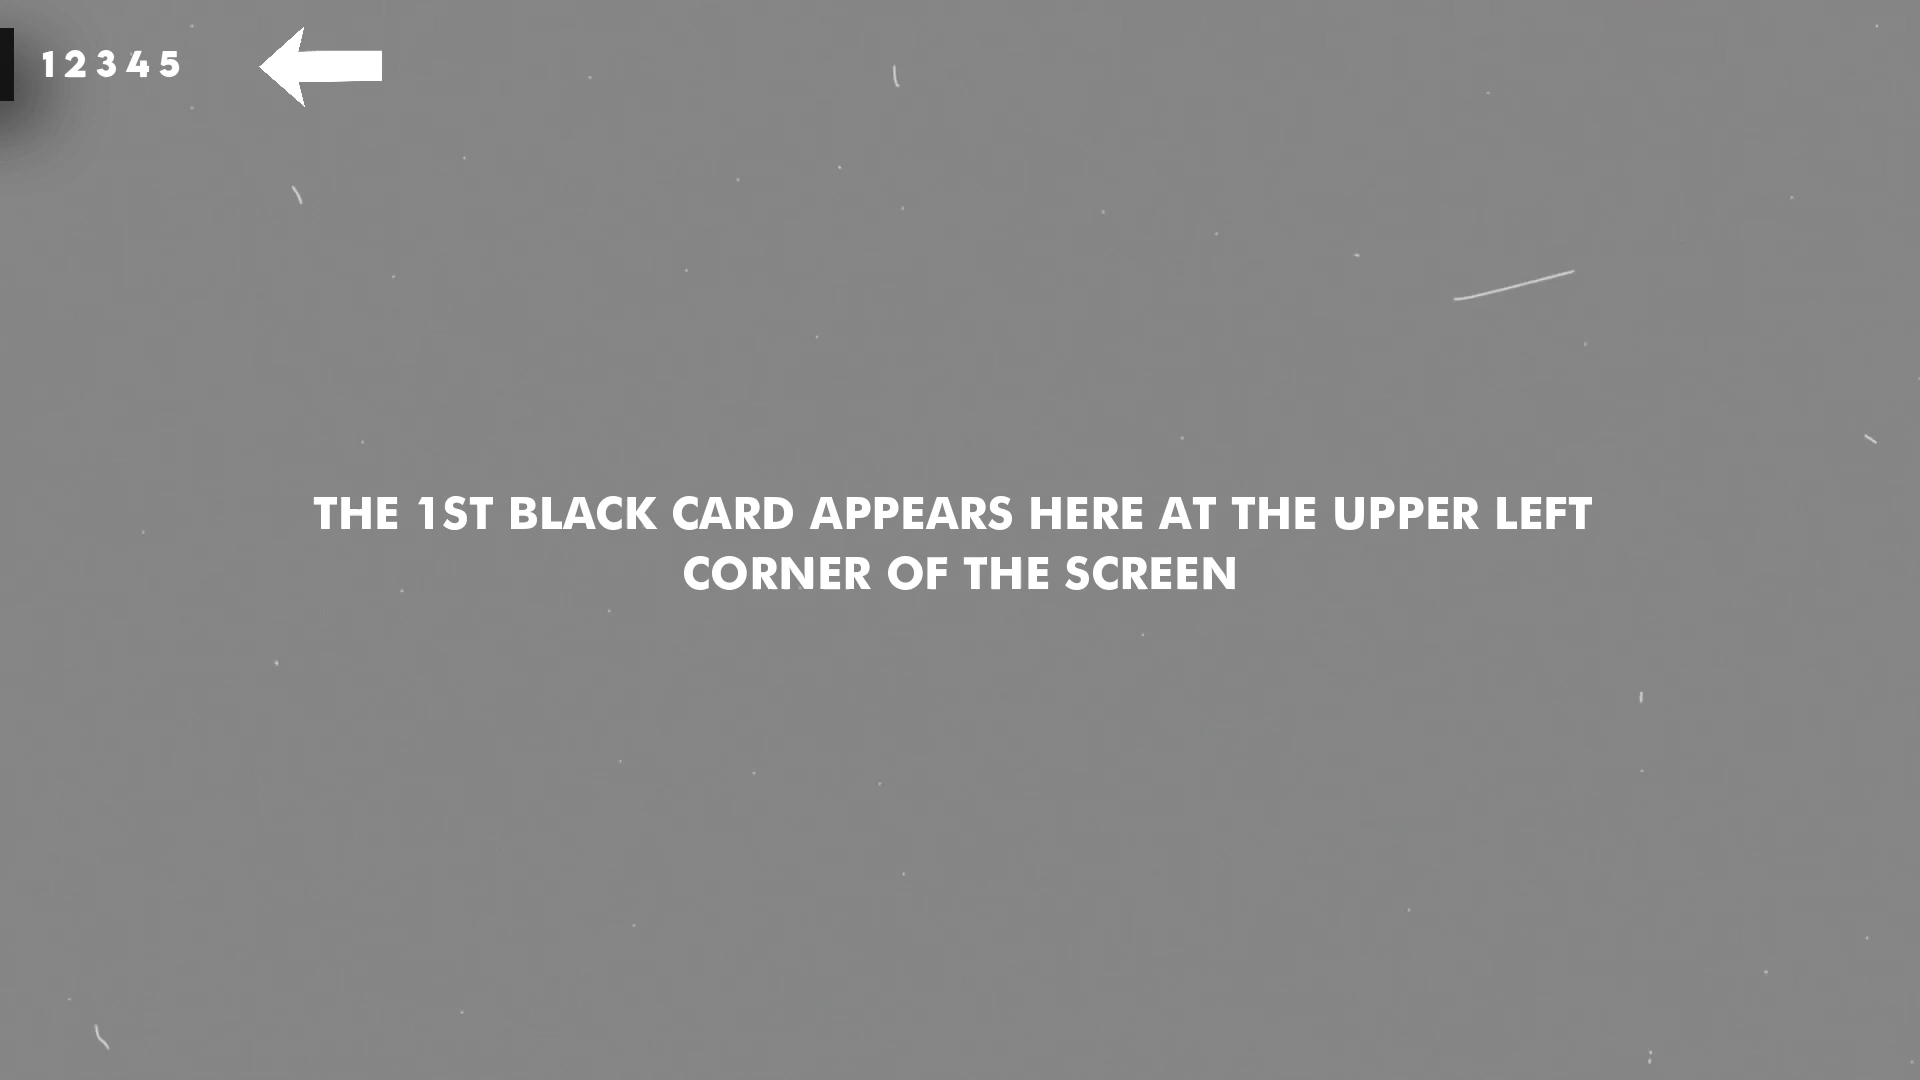 1 2 3 4 5
THE 1ST BLACK CARD APPEARS HERE AT THE UPPER LEFT
CORNER OF THE SCREEN